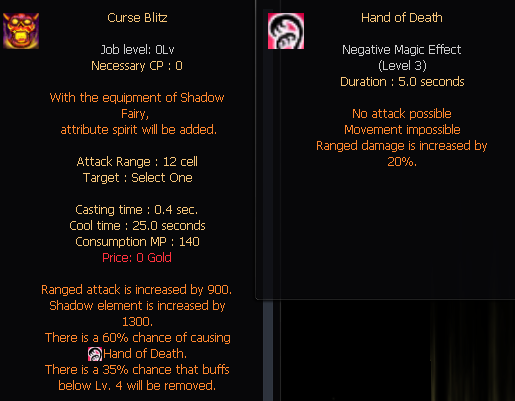 Curse Blitz
Job level: 0Lv
Necessary CP : 0
With the equipment of Shadow
Fairy,
attribute spirit will be added.
Attack Range : 12 cell
Target : Select One
Casting time : 0.4 sec.
Cool time : 25.0 seconds
Consumption MP : 140
Price: 0 Gold
Ranged attack is increased by 900.
Shadow element is increased by
1300.
There is a 60% chance of causing
Hand of Death.
There is a 35% chance that buffs
below Lv. 4 will be removed.
Hand of Death
Negative Magic Effect
(Level 3)
Duration : 5.0 seconds
No attack possible
Movement impossible
Ranged damage is increased by
20%.